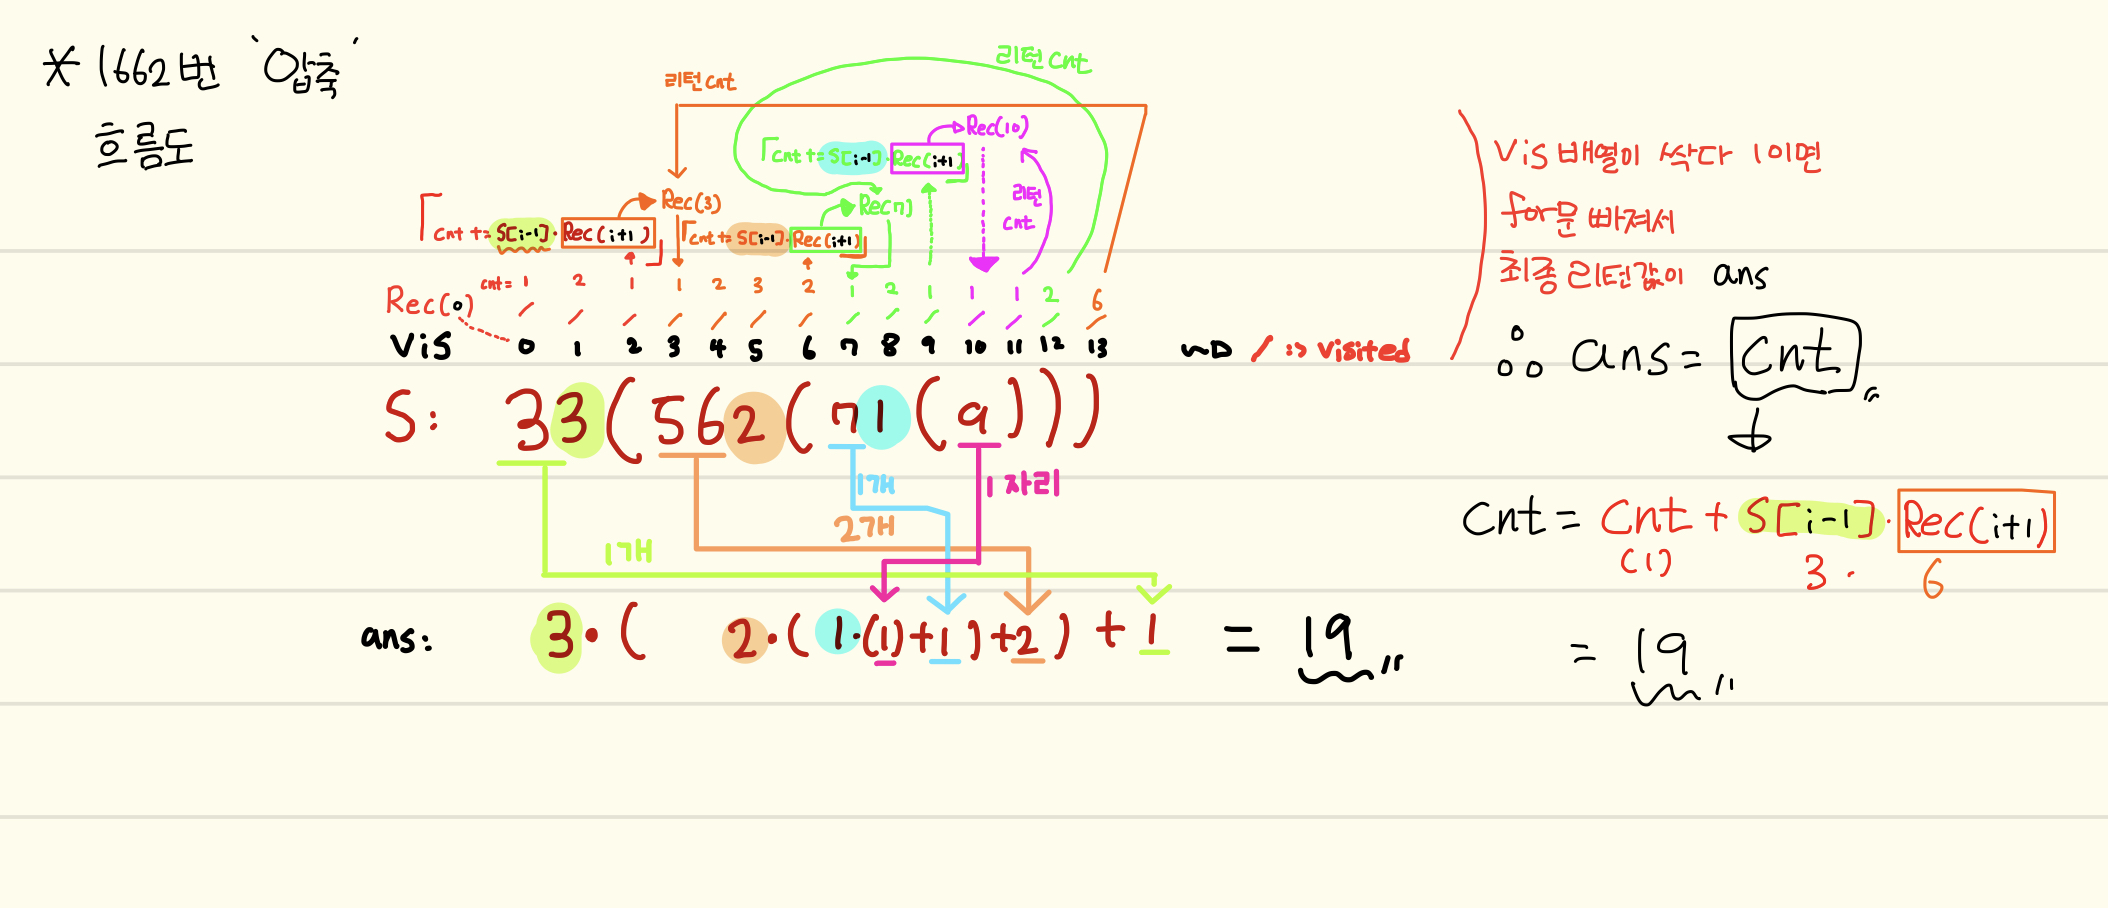 * 1662번 '압축'
흐름도
리턴 cnt
리턴 cnt
Rec(10)
cnt += S[i-1] · Rec(i+1)
리턴
cnt
Rec(3)
Rec(7)
cnt += S[i-1] · Rec(i+1)
cnt += S[i-1] · Rec(i+1)
Rec(0)
cnt = 1 2 1 1 2 3 2 1 2 1 1 1 2 6
Vis 0 1 2 3 4 5 6 7 8 9 10 11 12 13
/ => visited
S: 33(562(71(9)))
1개
1 자리
2개
1개
ans: 3·( 2·(1·(1)+1)+2) + 1 = 19
Vis 배열이 싹다 1이면
for문 빠져서
최종 리턴값이 ans
∴ ans = cnt
cnt = cnt + S[i-1] · Rec(i+1)
(1) 3 · 6
= 19